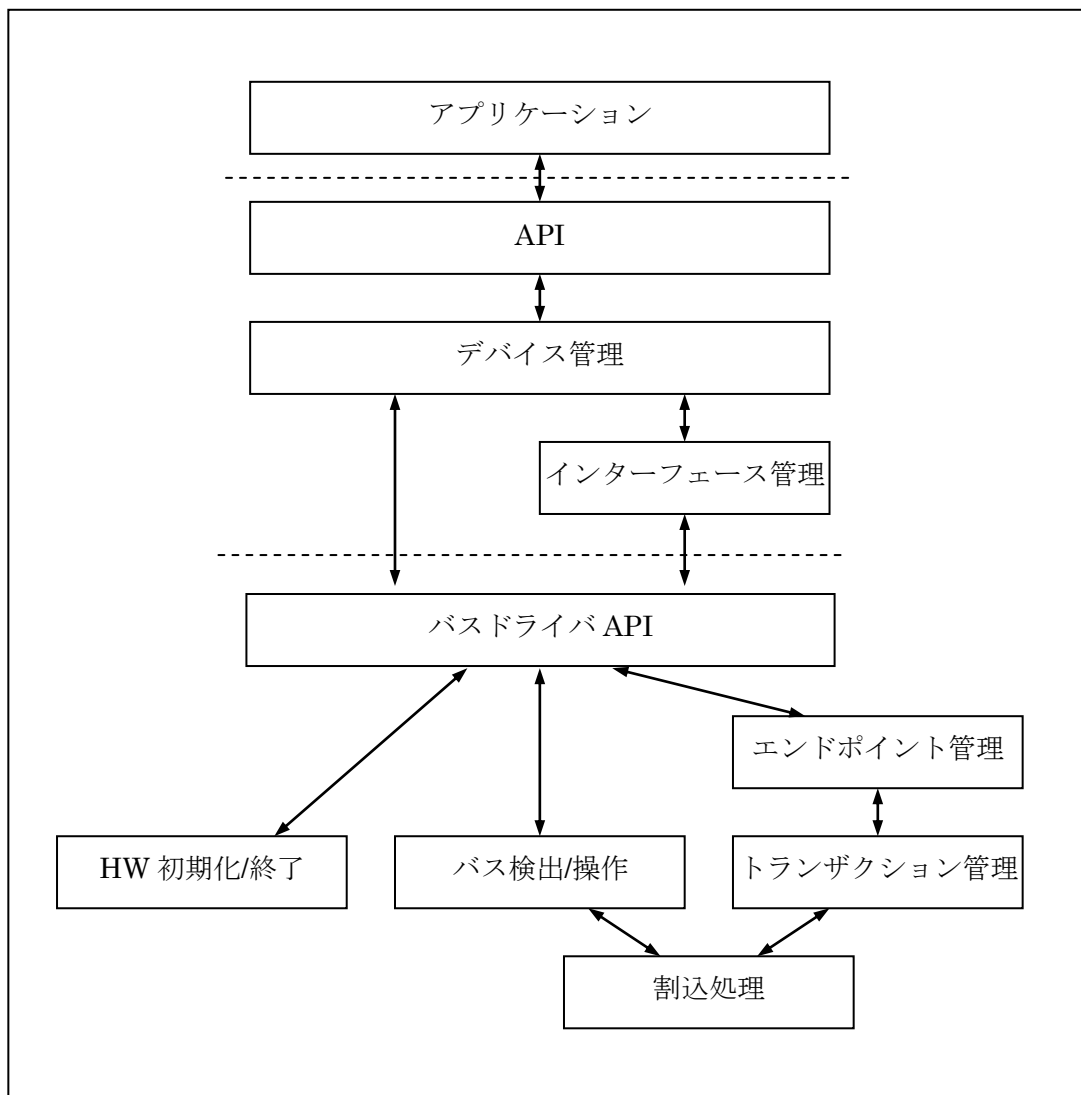 アプリケーション
API
デバイス管理
インターフェース管理
バスドライバ API
エンドポイント管理
HW 初期化/終了
バス検出/操作
トランザクション管理
割込処理